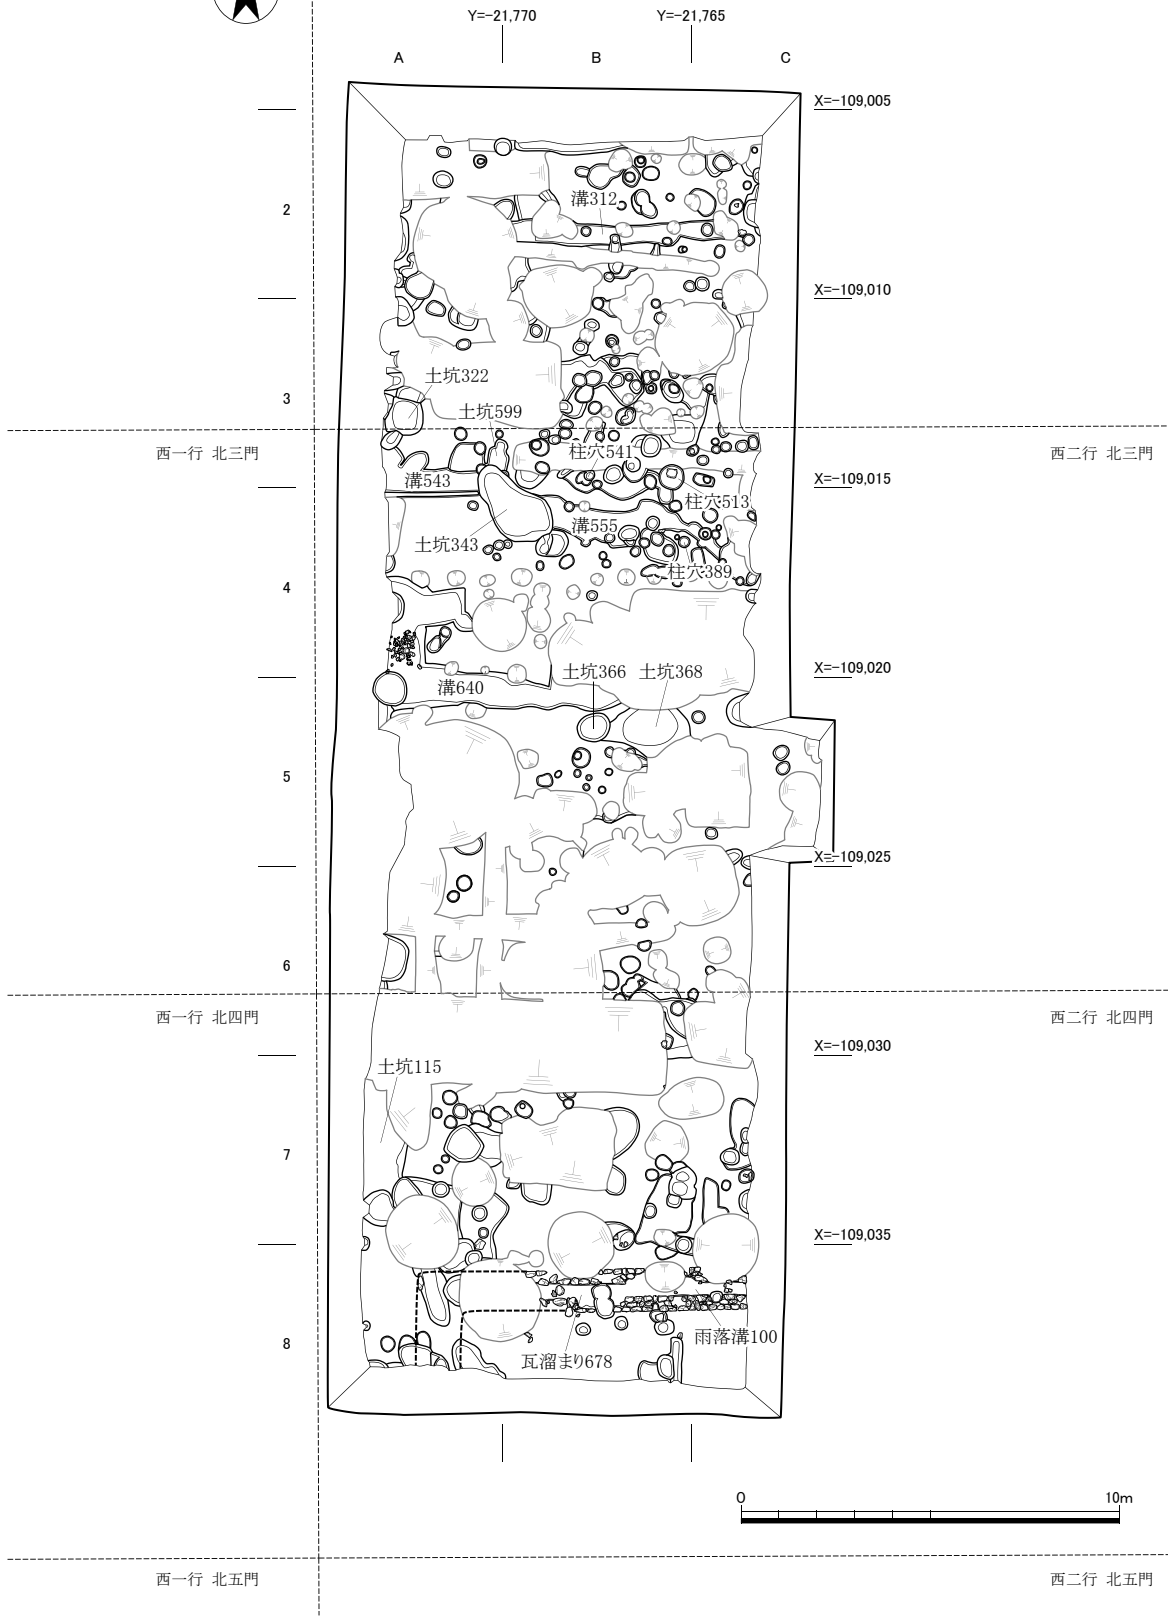 Y=-21,770 Y=-21,765
A B C
X=-109,005
2
溝312
X=-109,010
土坑322
3
土坑599
西一行 北三門
柱穴541
西二行 北三門
溝543
X=-109,015
柱穴513
溝555
土坑343
柱穴389
4
土坑366 土坑368
X=-109,020
溝640
5
X=-109,025
6
西一行 北四門
西二行 北四門
X=-109,030
土坑115
7
X=-109,035
雨落溝100
8
瓦溜まり678
0 10m
西一行 北五門
西二行 北五門